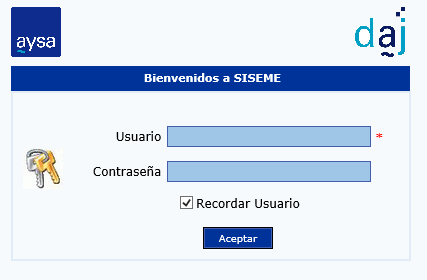 aysa
daj
Bienvenidos a SISEME
Usuario *
Contraseña
Recordar Usuario
Aceptar